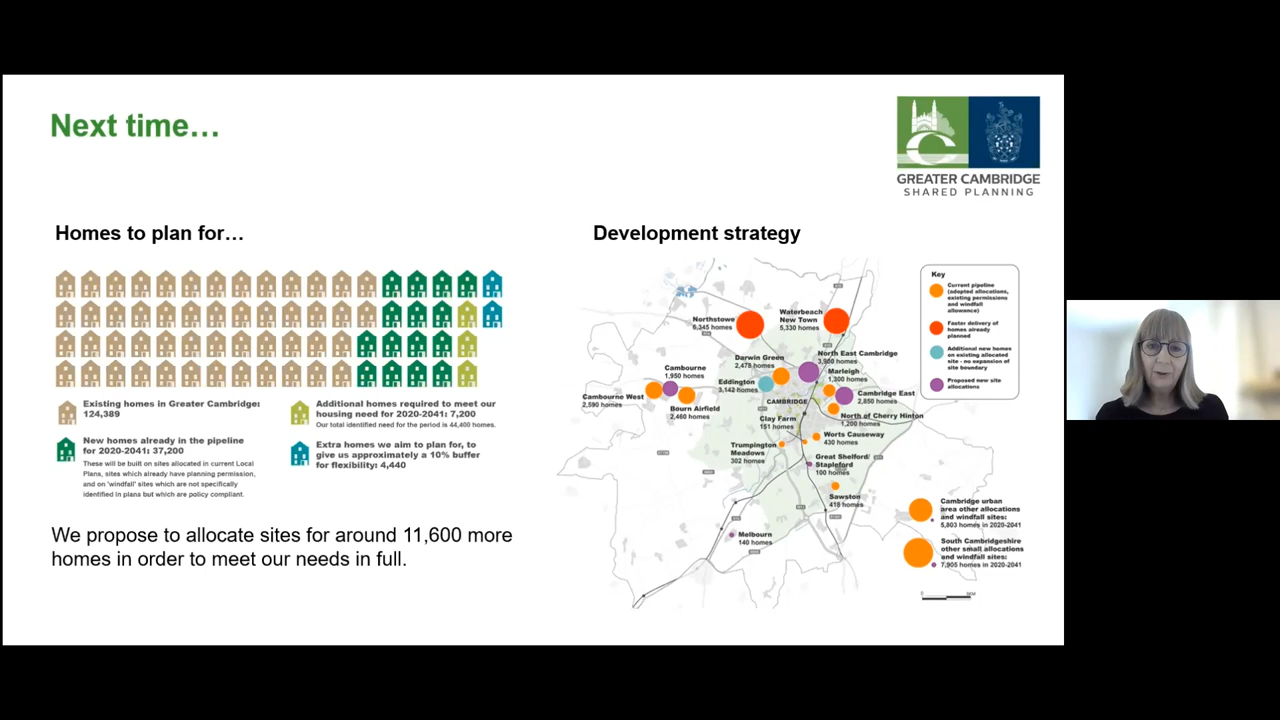 Next time…
GREATER CAMBRIDGE
SHARED PLANNING
Homes to plan for…
Existing homes in Greater Cambridge:
124,389
New homes already in the pipeline
for 2020-2041: 37,200
These will be built on sites allocated in current Local
Plans, sites which already have planning permission,
and on 'windfall' sites which are not specifically
identified in plans but which are policy compliant.
Additional homes required to meet our
housing need for 2020-2041: 7,200
Our total identified need for the period is 44,400 homes.
Extra homes we aim to plan for, to
give us approximately a 10% buffer
for flexibility: 4,440
We propose to allocate sites for around 11,600 more
homes in order to meet our needs in full.
Development strategy
Key
Current pipeline
(adopted allocations,
existing permissions
and windfall
allowance)
Faster delivery of
homes already
planned
Additional new homes
on existing allocated
site - no expansion of
site boundary
Proposed new site
allocations
Northstowe
6,345 homes
Waterbeach
New Town
5,330 homes
Darwin Green
2,478 homes
North East Cambridge
3,900 homes
Cambourne
1,950 homes
Eddington
3,142 homes
Marleigh
1,300 homes
Cambourne West
2,590 homes
Cambridge East
2,850 homes
Bourn Airfield
2,460 homes
CAMBRIDGE
North of Cherry Hinton
1,200 homes
Clay Farm
161 homes
Worts Causeway
430 homes
Trumpington
Meadows
302 homes
Great Shelford/
Stapleford
100 homes
Sawston
Melbourn
140 homes
Cambridge urban
area other allocations
and windfall sites:
5,803 homes in 2020-2041
South Cambridgeshire
other small allocations
and windfall sites:
7,905 homes in 2020-2041